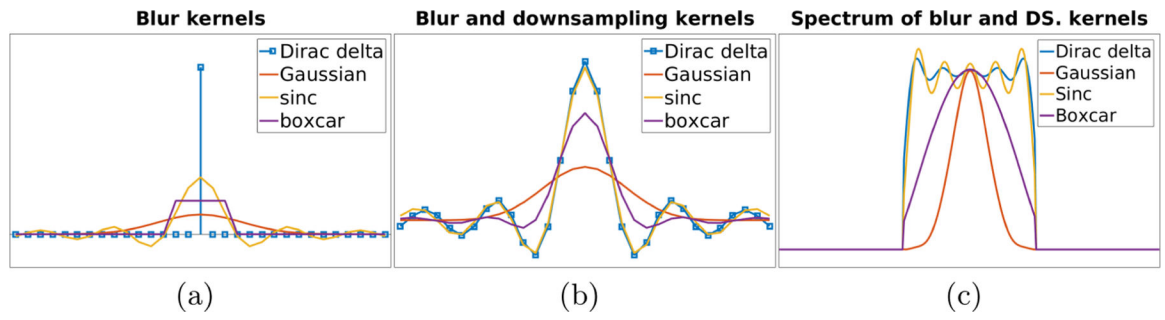 Blur kernels
Dirac delta
Gaussian
sinc
boxcar
(a)
Blur and downsampling kernels
Dirac delta
Gaussian
sinc
boxcar
(b)
Spectrum of blur and DS. kernels
Dirac delta
Gaussian
Sinc
Boxcar
(c)